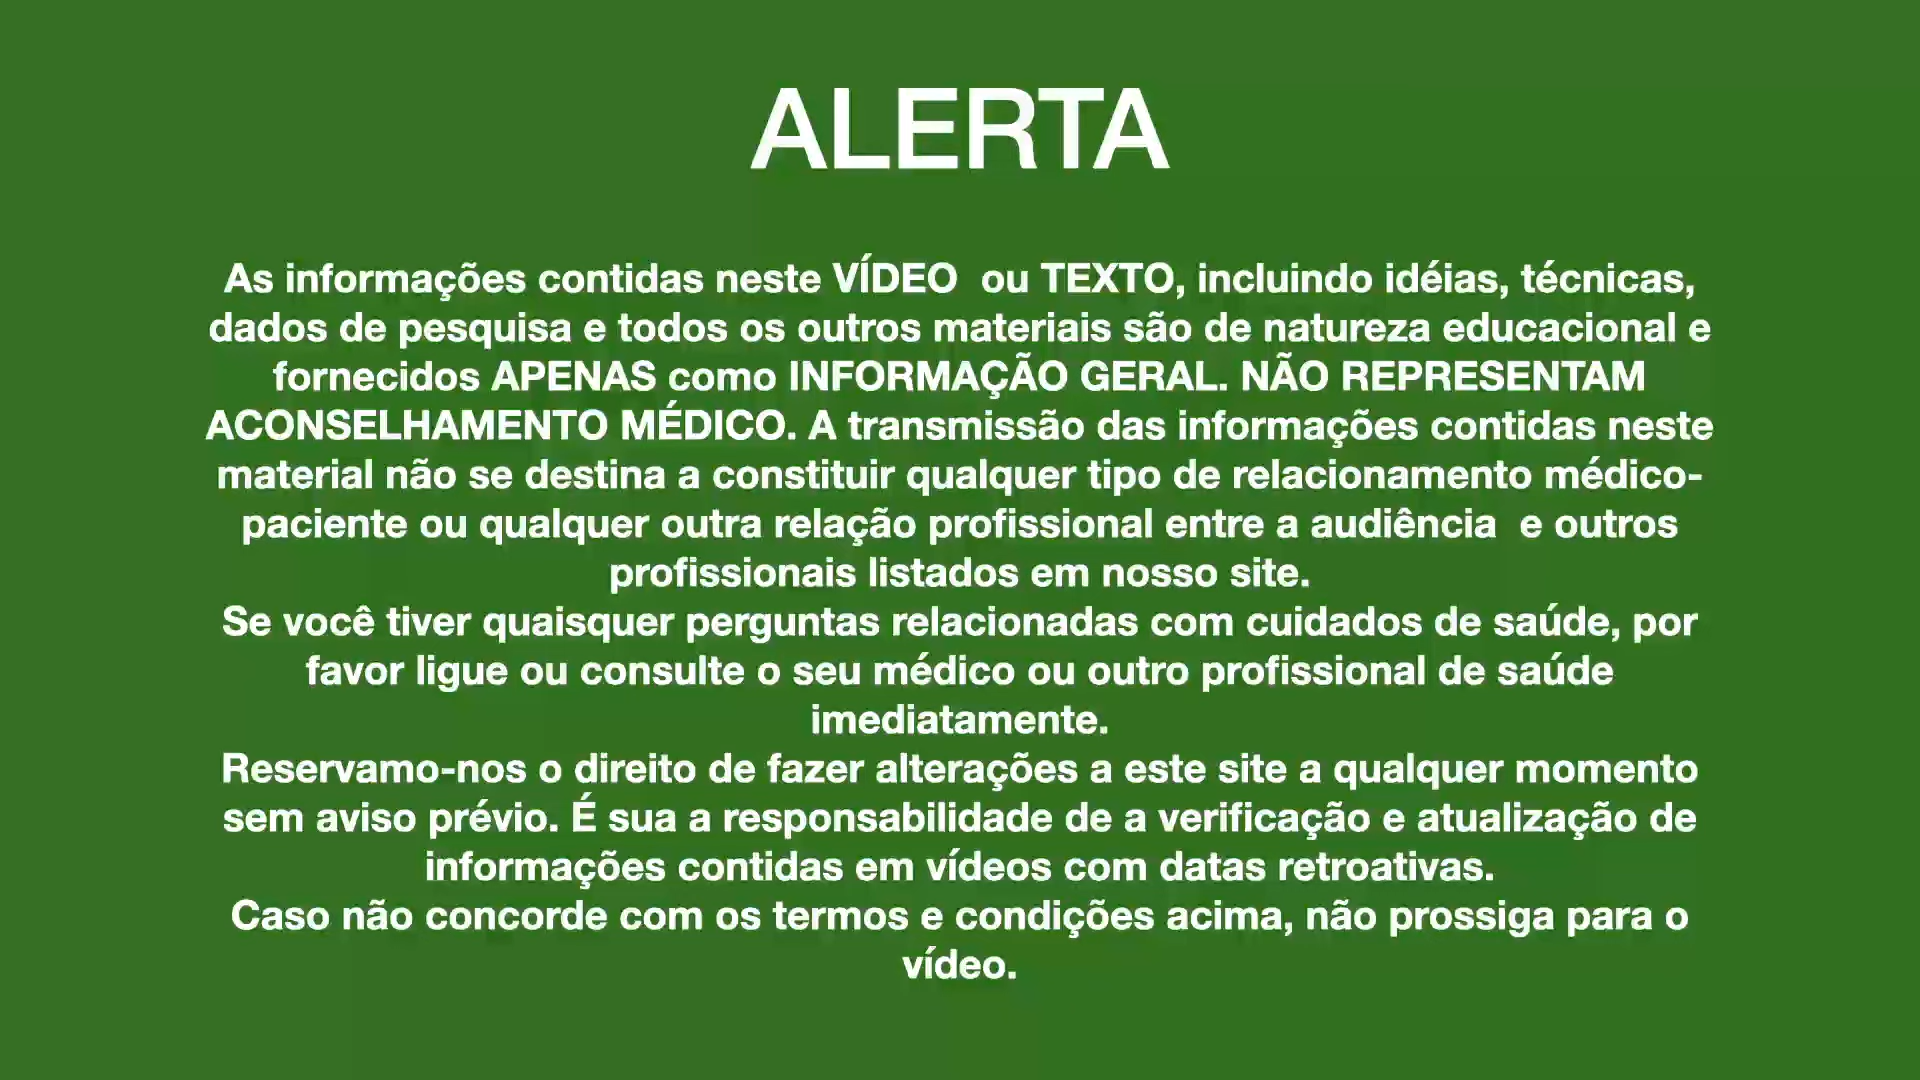 ALERTA
As informações contidas neste VÍDEO  ou TEXTO, incluindo idéias, técnicas,
dados de pesquisa e todos os outros materiais são de natureza educacional e
fornecidos APENAS como INFORMAÇÃO GERAL. NÃO REPRESENTAM
ACONSELHAMENTO MÉDICO. A transmissão das informações contidas neste
material não se destina a constituir qualquer tipo de relacionamento médico-
paciente ou qualquer outra relação profissional entre a audiência  e outros
profissionais listados em nosso site.
Se você tiver quaisquer perguntas relacionadas com cuidados de saúde, por
favor ligue ou consulte o seu médico ou outro profissional de saúde
imediatamente.
Reservamo-nos o direito de fazer alterações a este site a qualquer momento
sem aviso prévio. É sua a responsabilidade de a verificação e atualização de
informações contidas em vídeos com datas retroativas.
Caso não concorde com os termos e condições acima, não prossiga para o
vídeo.